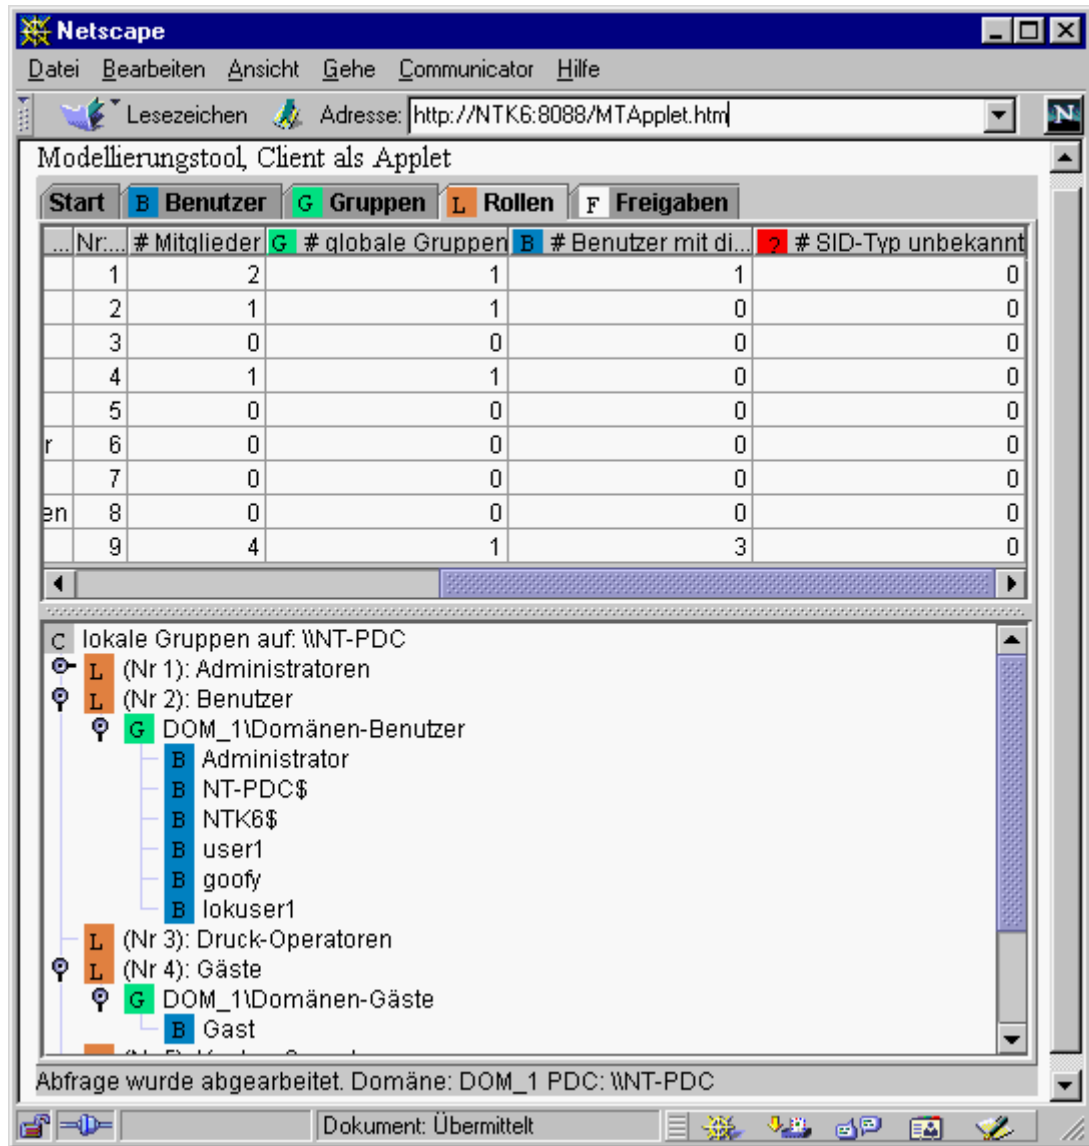 Netscape
Datei Bearbeiten Ansicht Gehe Communicator Hilfe
Lesezeichen Adresse: http://NTK6:8088/MTApplet.htm N
Modellierungstool, Client als Applet
Start B Benutzer G Gruppen L Rollen F Freigaben
... Nr:... # Mitglieder G # globale Gruppen B # Benutzer mit di... ? # SID-Typ unbekannt
1 2 1 1 0
2 1 1 0 0
3 0 0 0 0
4 1 1 0 0
5 0 0 0 0
r 6 0 0 0 0
7 0 0 0 0
en 8 0 0 0 0
9 4 1 3 0
C lokale Gruppen auf: \\NT-PDC
L (Nr 1): Administratoren
L (Nr 2): Benutzer
G DOM_1\Domänen-Benutzer
B Administrator
B NT-PDC$
B NTK6$
B user1
B goofy
B lokuser1
L (Nr 3): Druck-Operatoren
L (Nr 4): Gäste
G DOM_1\Domänen-Gäste
B Gast
Abfrage wurde abgearbeitet. Domäne: DOM_1 PDC: \\NT-PDC
Dokument: Übermittelt